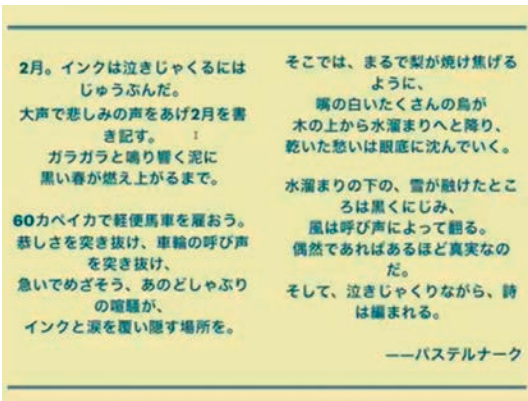 2月。インクは泣きじゃくるには
じゅうぶんだ。
大声で悲しみの声をあげ2月を書
き記す。
ガラガラと鳴り響く泥に
黒い春が燃え上がるまで。
60カペイカで軽便馬車を雇おう。
恭しさを突き抜け、車輪の呼び声
を突き抜け、
急いでめざそう、あのどしゃぶり
の喧騒が、
インクと涙を覆い隠す場所を。
そこでは、まるで梨が焼け焦げる
ように、
嘴の白いたくさんの鳥が
木の上から水溜まりへと降り、
乾いた愁いは眼底に沈んでいく。
水溜まりの下の、雪が融けたとこ
ろは黒くにじみ、
風は呼び声によって翻る。
偶然であればあるほど真実なの
だ。
そして、泣きじゃくりながら、詩
は編まれる。
——パステルナーク